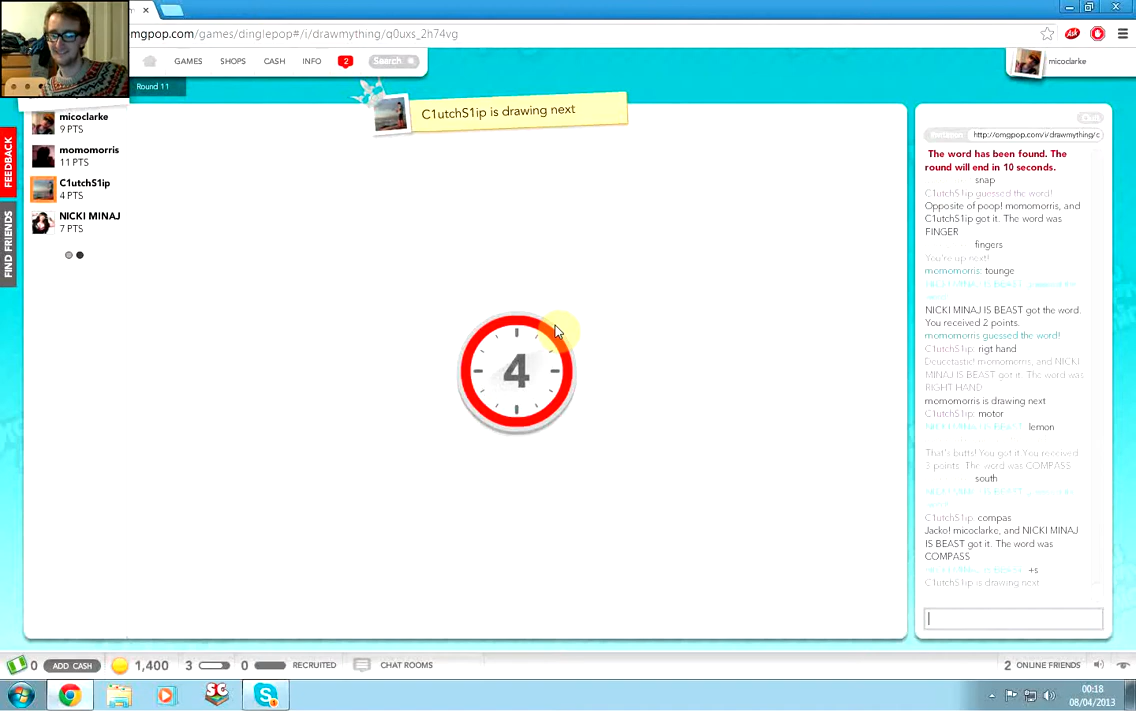 mgpop.com/games/dinglepop#/i/drawmything/q0uxs_2h74vg
GAMES SHOPS CASH INFO 2 Search
micoclarke
Round 11
C1utchS1ip is drawing next
FEEDBACK
FIND FRIENDS
micoclarke
9 PTS
momomorris
11 PTS
C1utchS1ip
4 PTS
NICKI MINAJ
7 PTS
4
http://omgpop.com/i/drawmything/c
The word has been found. The
round will end in 10 seconds.
snap
C1utchS1ip guessed the word!
Opposite of poop! momomorris, and
C1utchS1ip got it. The word was
FINGER
fingers
You're up next!
momomorris: tounge
NICKI MINAJ IS BEAST got the word.
You received 2 points.
momomorris guessed the word!
C1utchS1ip: rigt hand
Deucetastic! momomorris, and NICKI
MINAJ IS BEAST got it. The word was
RIGHT HAND
momomorris is drawing next
C1utchS1ip: motor
lemon
That's butts! You got it You received
3 points. The word was COMPASS
south
C1utchS1ip: compas
Jacko! micoclarke, and NICKI MINAJ
IS BEAST got it. The word was
COMPASS
+s
C1utchS1ip is drawing next
0 ADD CASH 1,400 3 0 RECRUITED CHAT ROOMS 2 ONLINE FRIENDS
00:18
08/04/2013